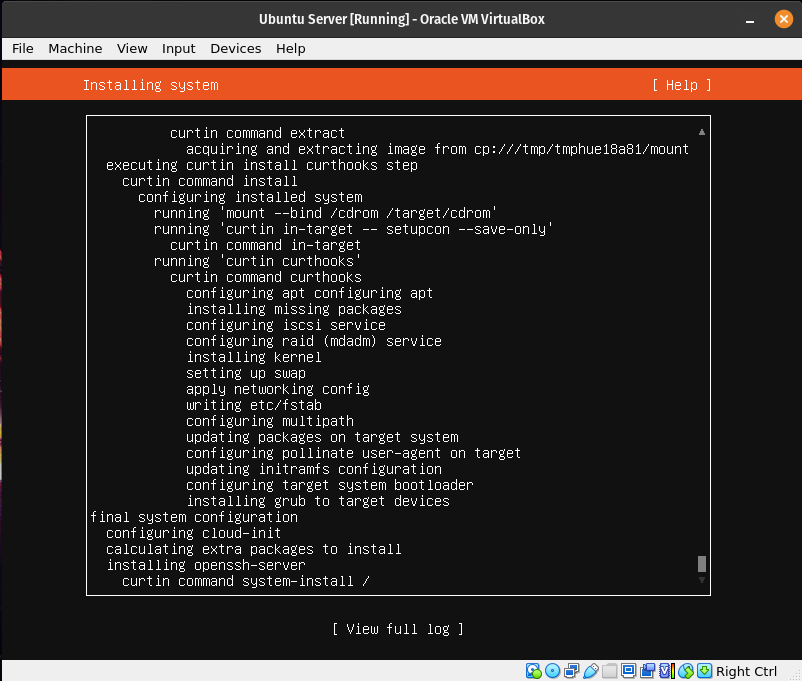 Ubuntu Server [Running] - Oracle VM VirtualBox
File Machine View Input Devices Help
Installing system [ Help ]
curtin command extract
acquiring and extracting image from cp:///tmp/tmphue18a81/mount
executing curtin install curthooks step
curtin command install
configuring installed system
running 'mount --bind /cdrom /target/cdrom'
running 'curtin in-target -- setupcon --save-only'
curtin command in-target
running 'curtin curthooks'
curtin command curthooks
configuring apt configuring apt
installing missing packages
configuring iscsi service
configuring raid (mdadm) service
installing kernel
setting up swap
apply networking config
writing etc/fstab
configuring multipath
updating packages on target system
configuring pollinate user-agent on target
updating initramfs configuration
configuring target system bootloader
installing grub to target devices
final system configuration
configuring cloud-init
calculating extra packages to install
installing openssh-server
curtin command system-install /
[ View full log ]
Right Ctrl